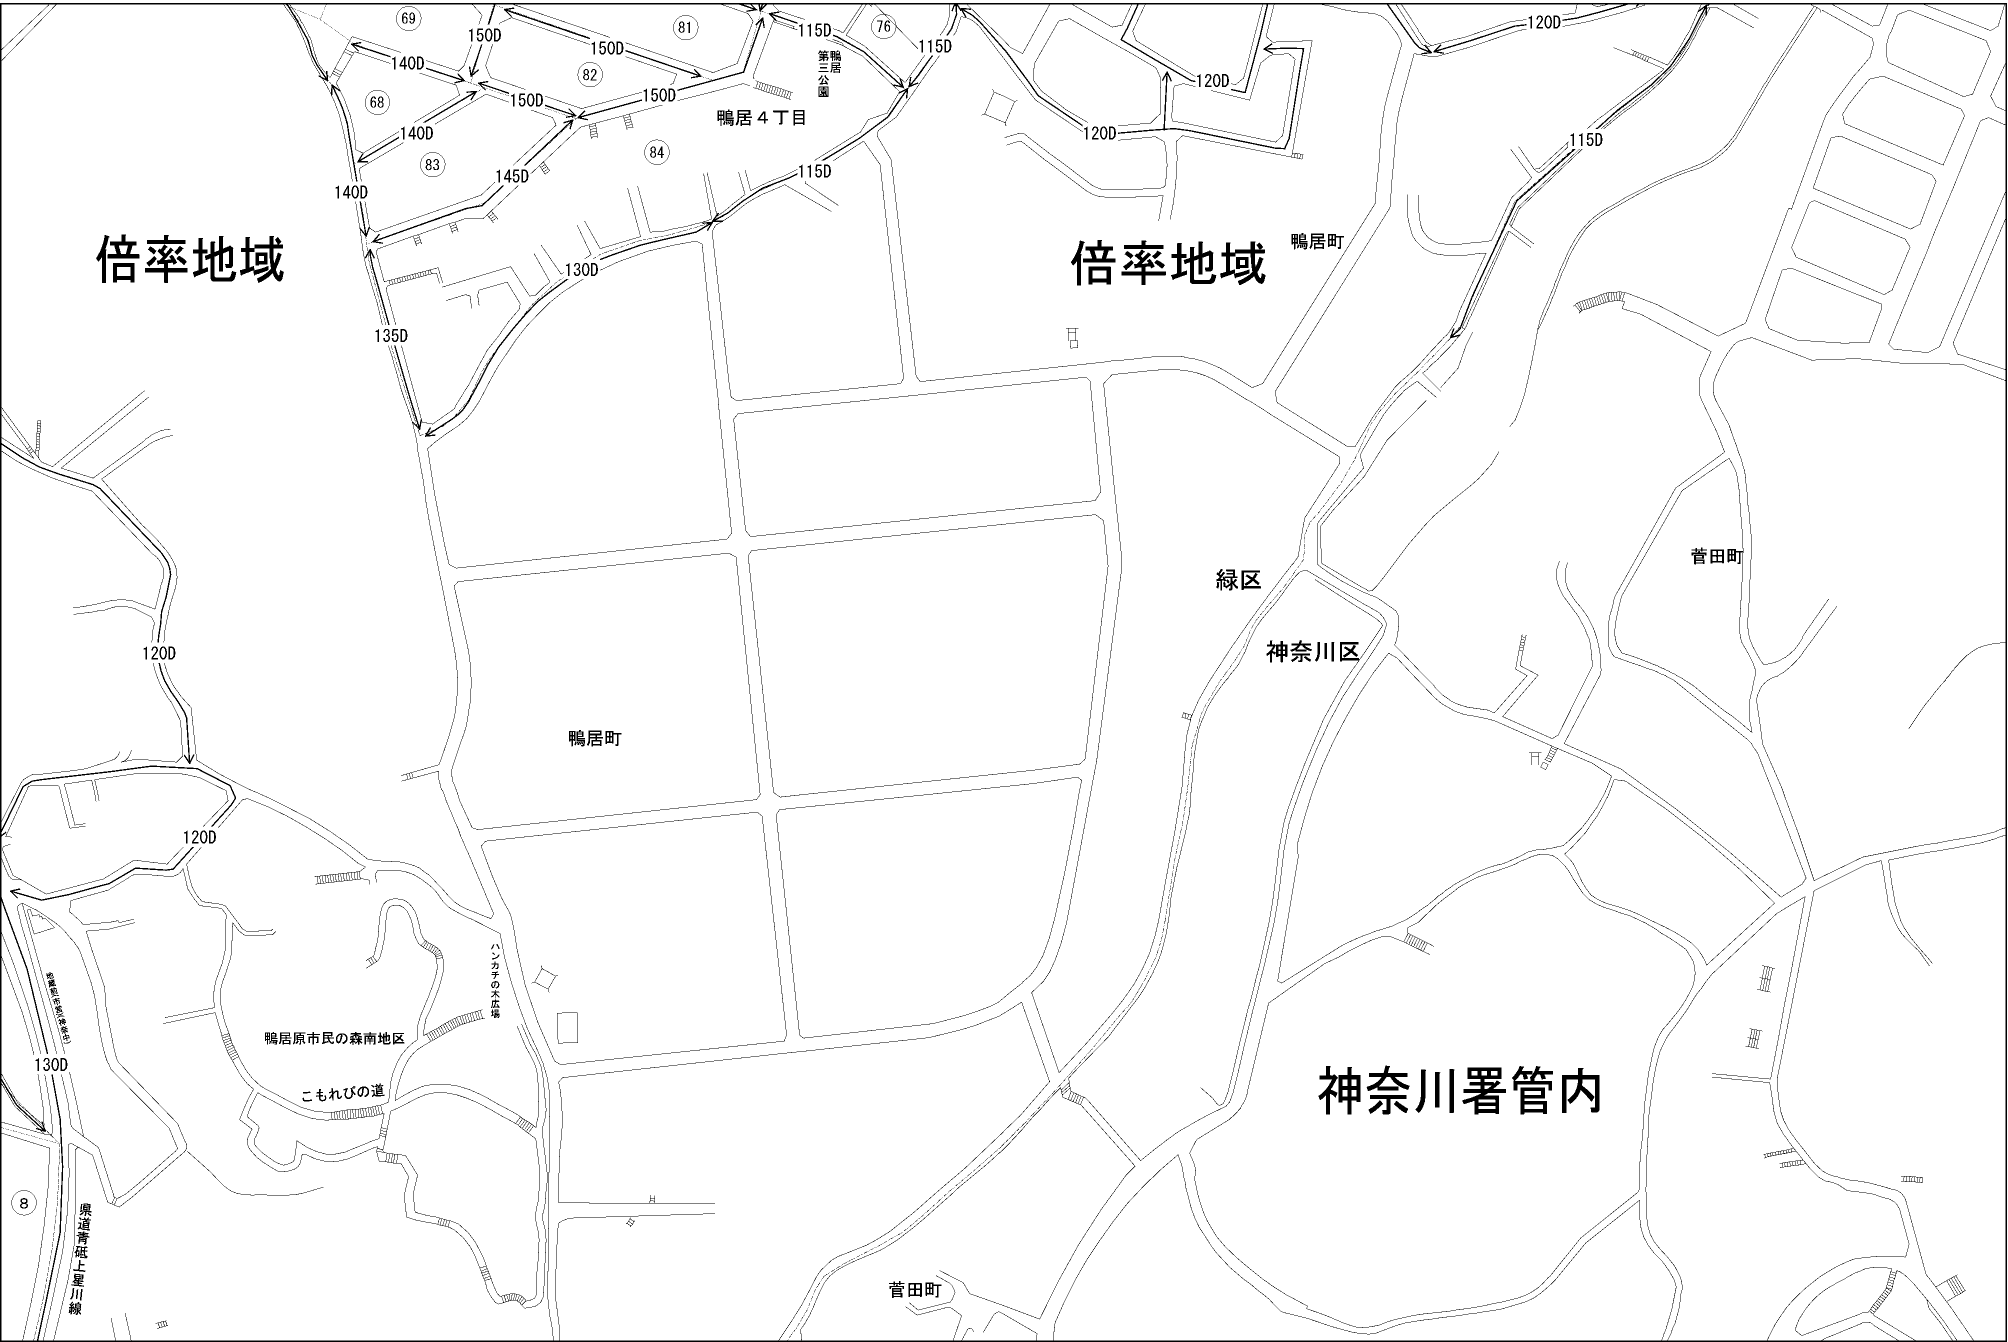 69
150D
81
115D
76
115D
120D
140D
150D
82
鴨居
第三公園
120D
68
150D
150D
鴨居4丁目
140D
120D
115D
83
84
140D
145D
115D
倍率地域
130D
倍率地域
鴨居町
135D
緑区
菅田町
神奈川区
120D
鴨居町
120D
ハンカチの木広場
鴨居原市民の森南地区
130D
こもれびの道
神奈川署管内
8
県道青砥上星川線
菅田町